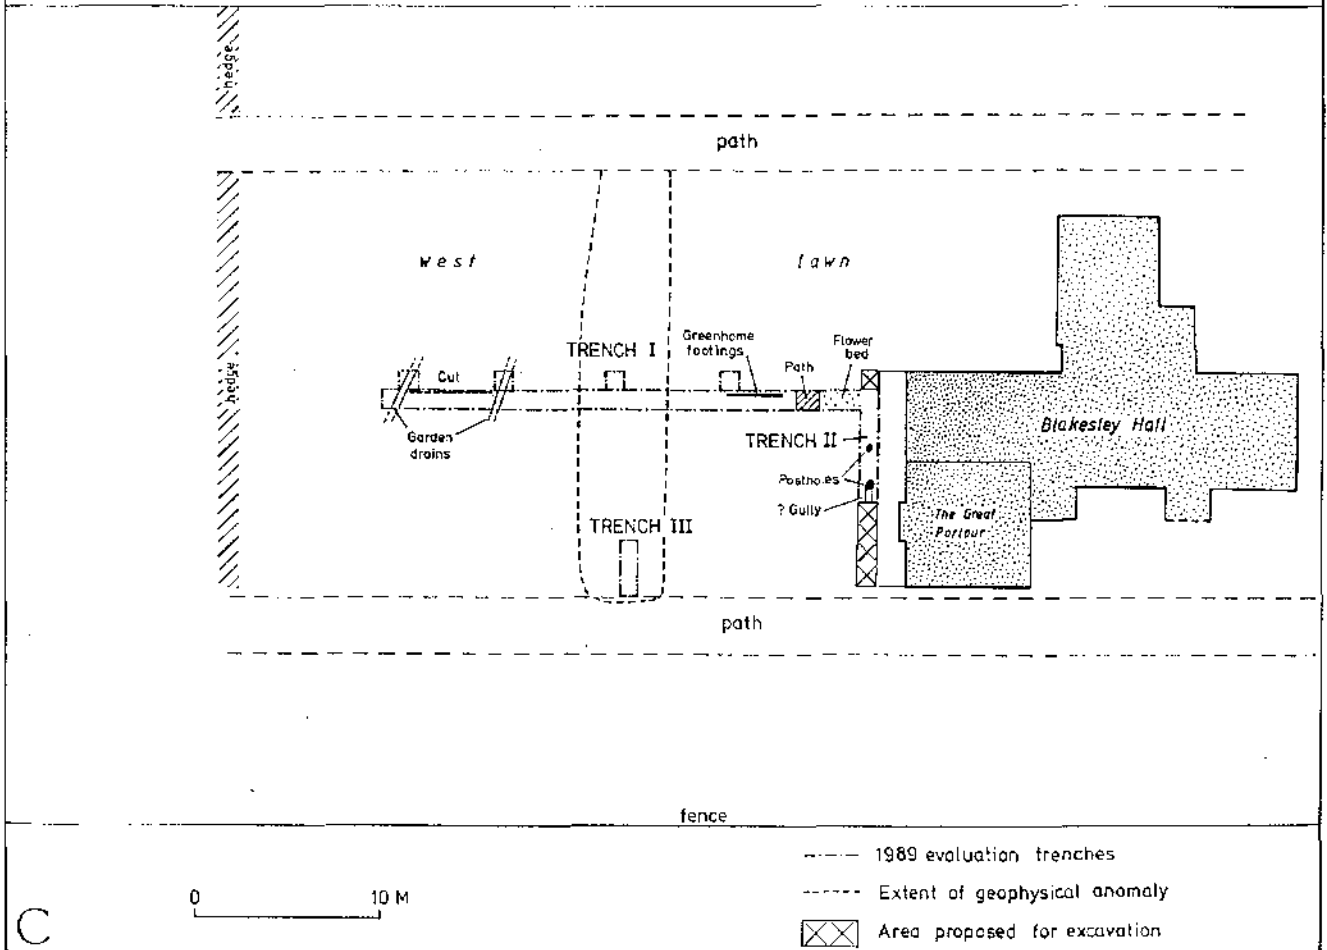 hedge
path
west lawn
TRENCH I
Greenhome
footings
Path
Flower
bed
Cut
hedge
Garden
drains
TRENCH II
Blakesley Hall
Postholes
? Gully
The Great
Parlour
TRENCH III
path
fence
1989 evaluation trenches
0 10 M
Extent of geophysical anomaly
C
Area proposed for excavation